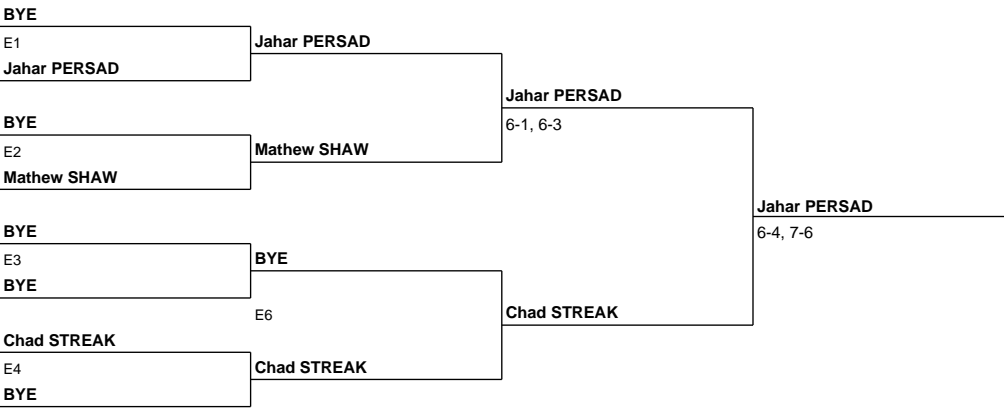 BYE
E1
Jahar PERSAD
Jahar PERSAD
Jahar PERSAD
6-1, 6-3
BYE
E2
Mathew SHAW
Mathew SHAW
Jahar PERSAD
6-4, 7-6
BYE
E3
BYE
BYE
E6
Chad STREAK
Chad STREAK
E4
Chad STREAK
BYE